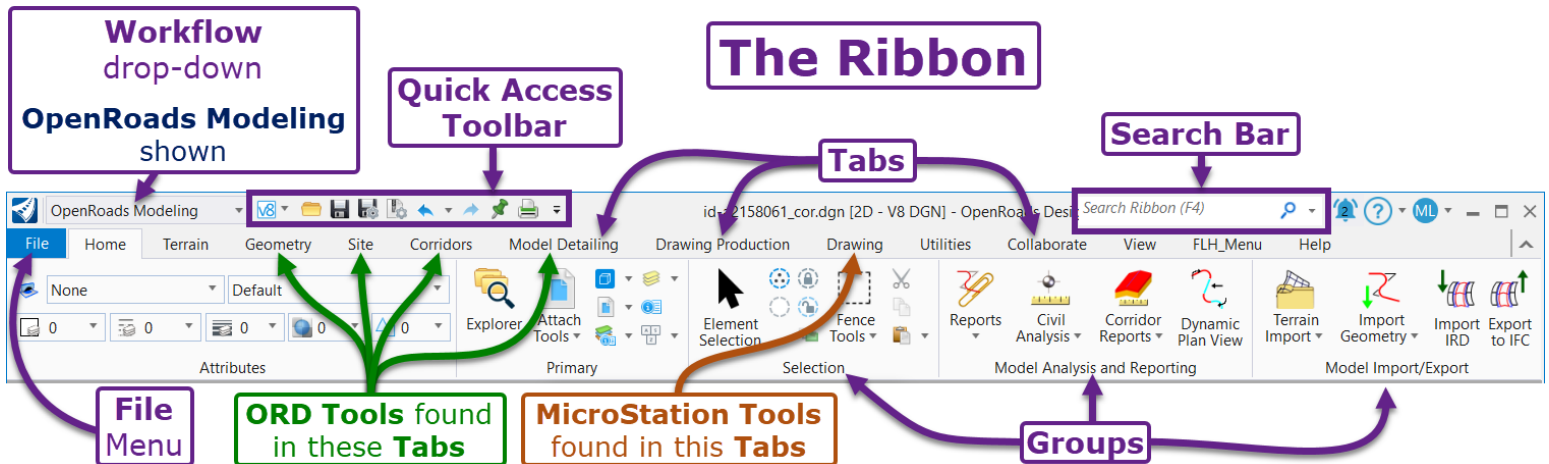 Workflow
drop-down
OpenRoads Modeling
shown
Quick Access
Toolbar
The Ribbon
Tabs
Search Bar
OpenRoads Modeling
V8
id-a2158061_cor.dgn [2D - V8 DGN] - OpenRoads Desi
Search Ribbon (F4)
2
?
ML
File Home Terrain Geometry Site Corridors Model Detailing Drawing Production Drawing Utilities Collaborate View FLH_Menu Help
None Default
0 0 0 0 0
Explorer
Attach
Tools
Element
Selection
Fence
Tools
Reports
Civil
Analysis
Corridor
Reports
Dynamic
Plan View
Terrain
Import
Import
Geometry
Import
IRD
Export
to IFC
Attributes Primary Selection Model Analysis and Reporting Model Import/Export
File
Menu
ORD Tools found
in these Tabs
MicroStation Tools
found in this Tabs
Groups